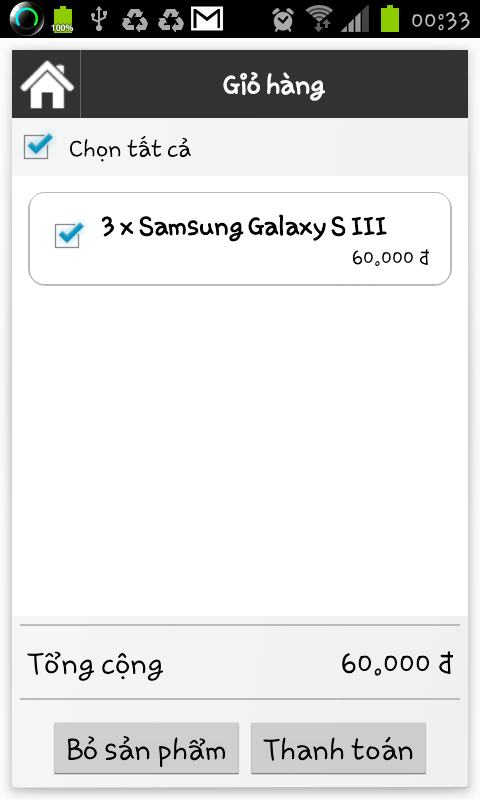 100%
00:33
Giỏ hàng
Chọn tất cả
3 x Samsung Galaxy S III
60,000 đ
Tổng cộng 60,000 đ
Bỏ sản phẩm Thanh toán